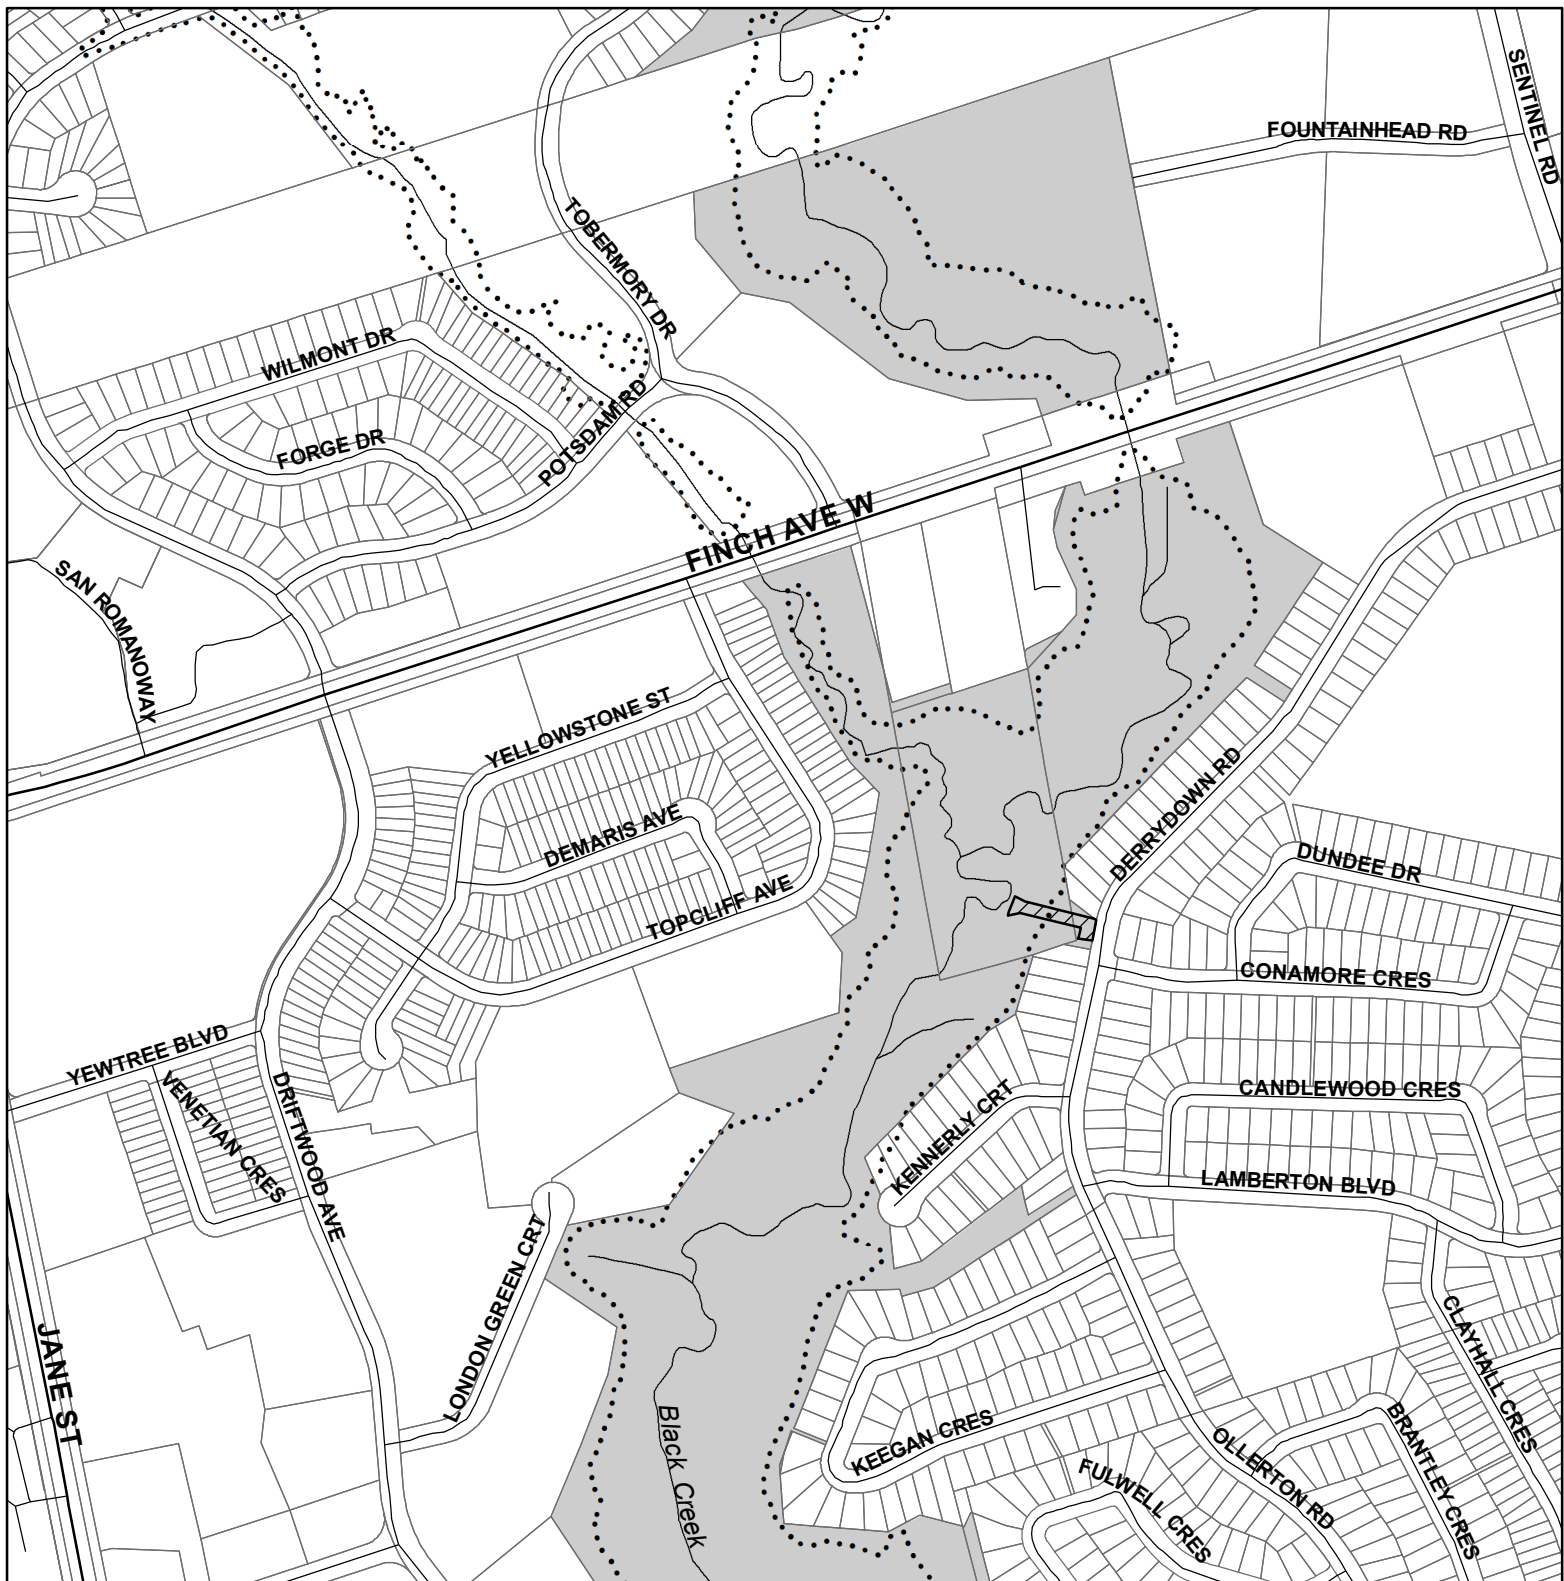 SENTINEL RD
FOUNTAINHEAD RD
TOBERMORY DR
WILMONT DR
FORGE DR
POTSDAM RD
FINCH AVE W
SAN ROMANOWAY
YELLOWSTONE ST
DEMARIS AVE
TOPCLIFF AVE
DERRYDOWN RD
DUNDEE DR
CONAMORE CRES
YEWTREE BLVD
VENETIAN CRES
DRIFTWOOD AVE
KENNERLY CRT
CANDLEWOOD CRES
LAMBERTON BLVD
LONDON GREEN CRT
JANE ST
CLAYHALL CRES
Black Creek
KEEGAN CRES
FULWELL CRES
OLLERTON RD
BRANTLEY CRES